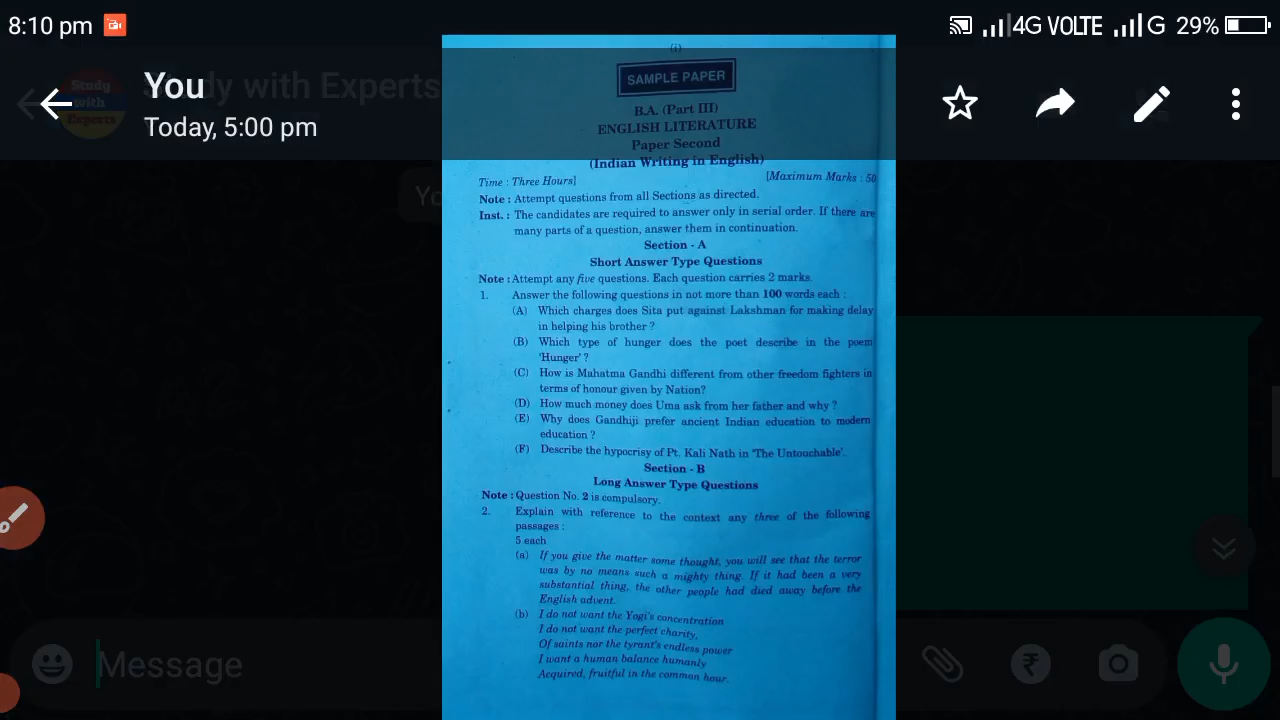 8:10 pm
4G VOLTE G 29%
Study with Experts
Study
with
Experts
You
Today, 5:00 pm
(i)
SAMPLE PAPER
B.A. (Part III)
ENGLISH LITERATURE
Paper Second
(Indian Writing in English)
Time : Three Hours] [Maximum Marks : 50
Note : Attempt questions from all Sections as directed.
Inst. : The candidates are required to answer only in serial order. If there are
many parts of a question, answer them in continuation.
Section - A
Short Answer Type Questions
Note : Attempt any five questions. Each question carries 2 marks.
1. Answer the following questions in not more than 100 words each :
(A) Which charges does Sita put against Lakshman for making delay
in helping his brother ?
(B) Which type of hunger does the poet describe in the poem
'Hunger' ?
(C) How is Mahatma Gandhi different from other freedom fighters in
terms of honour given by Nation?
(D) How much money does Uma ask from her father and why ?
(E) Why does Gandhiji prefer ancient Indian education to modern
education ?
(F) Describe the hypocrisy of Pt. Kali Nath in 'The Untouchable'.
Section - B
Long Answer Type Questions
Note : Question No. 2 is compulsory.
2. Explain with reference to the context any three of the following
passages :
5 each
(a) If you give the matter some thought, you will see that the terror
was by no means such a mighty thing. If it had been a very
substantial thing, the other people had died away before the
English advent.
(b) I do not want the Yogi's concentration
I do not want the perfect charity,
Of saints nor the tyrant's endless power
I want a human balance humanly
Acquired, fruitful in the common hour.
Message